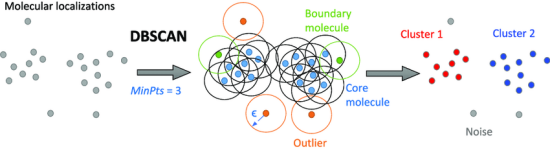 Molecular localizations
DBSCAN
MinPts = 3
Boundary
molecule
Core
molecule
ϵ
Outlier
Cluster 1
Cluster 2
Noise